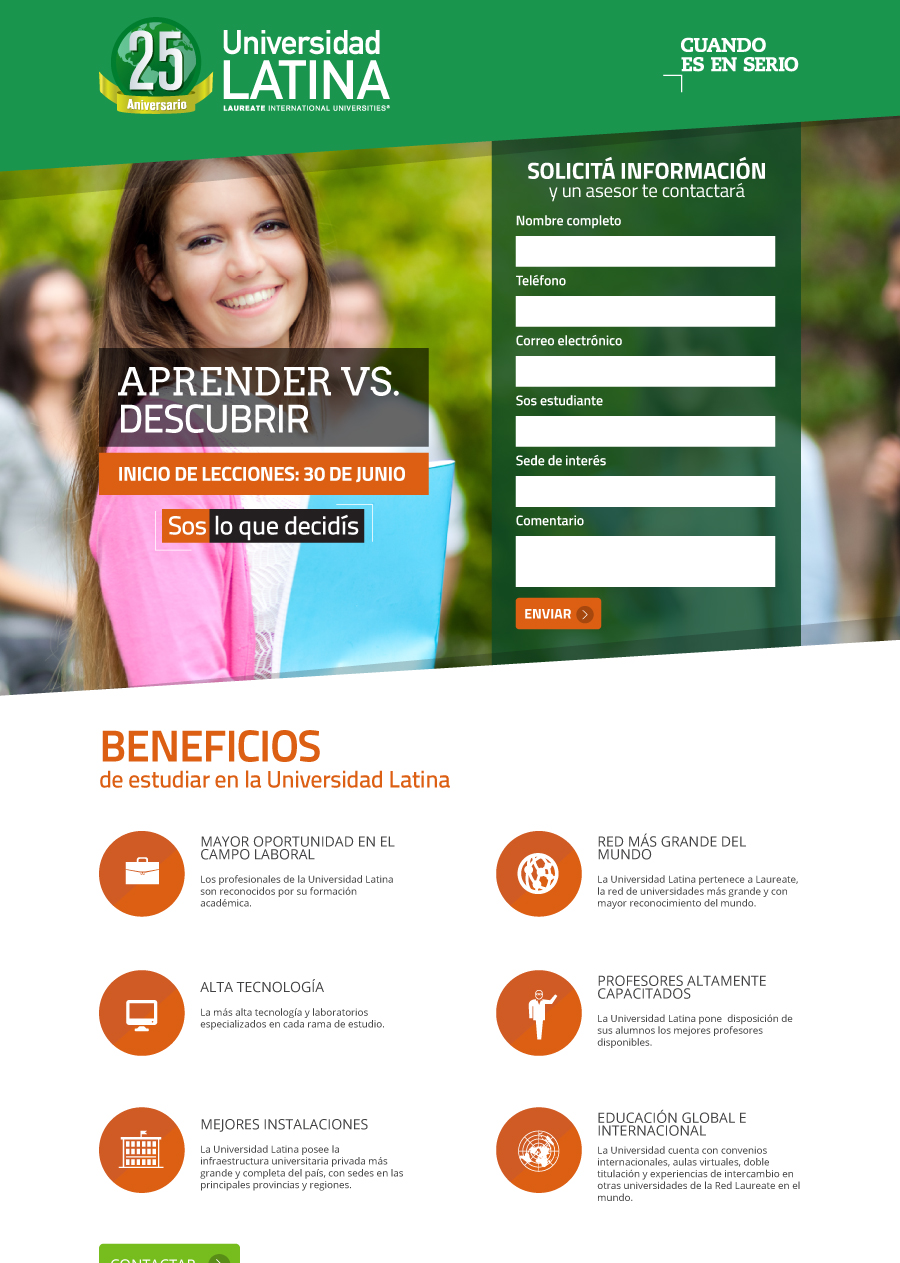 25
Aniversario
Universidad
LATINA
LAUREATE INTERNATIONAL UNIVERSITIES®
CUANDO
ES EN SERIO
APRENDER VS.
DESCUBRIR
INICIO DE LECCIONES: 30 DE JUNIO
Sos lo que decidís
SOLICITÁ INFORMACIÓN
y un asesor te contactará
Nombre completo
Teléfono
Correo electrónico
Sos estudiante
Sede de interés
Comentario
ENVIAR
BENEFICIOS
de estudiar en la Universidad Latina
MAYOR OPORTUNIDAD EN EL
CAMPO LABORAL
Los profesionales de la Universidad Latina
son reconocidos por su formación
académica.
RED MÁS GRANDE DEL
MUNDO
La Universidad Latina pertenece a Laureate,
la red de universidades más grande y con
mayor reconocimiento del mundo.
ALTA TECNOLOGÍA
La más alta tecnología y laboratorios
especializados en cada rama de estudio.
PROFESORES ALTAMENTE
CAPACITADOS
La Universidad Latina pone disposición de
sus alumnos los mejores profesores
disponibles.
MEJORES INSTALACIONES
La Universidad Latina posee la
infraestructura universitaria privada más
grande y completa del país, con sedes en las
principales provincias y regiones.
EDUCACIÓN GLOBAL E
INTERNACIONAL
La Universidad cuenta con convenios
internacionales, aulas virtuales, doble
titulación y experiencias de intercambio en
otras universidades de la Red Laureate en el
mundo.
CONTACTAR